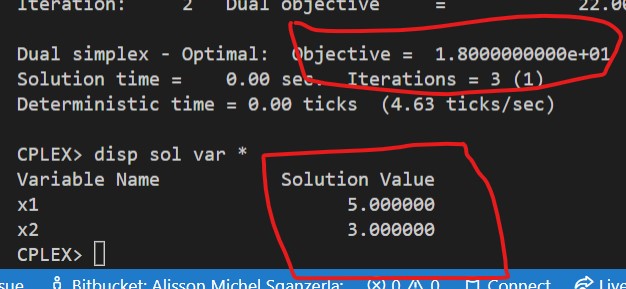 Iteration:     2   Dual objective     =     22.00
Dual simplex - Optimal:  Objective =  1.8000000000e+01
Solution time =    0.00 sec.  Iterations = 3 (1)
Deterministic time = 0.00 ticks  (4.63 ticks/sec)
CPLEX> disp sol var *
Variable Name           Solution Value
x1                            5.000000
x2                            3.000000
CPLEX>
Bitbucket: Alisson Michel Sganzerla: 0 0 Connect Live